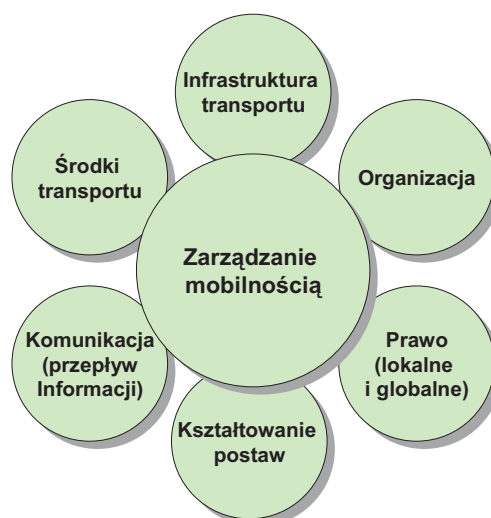 Infrastruktura
transportu
Środki
transportu
Organizacja
Zarządzanie
mobilnością
Komunikacja
(przepływ
Informacji)
Prawo
(lokalne
i globalne)
Kształtowanie
postaw